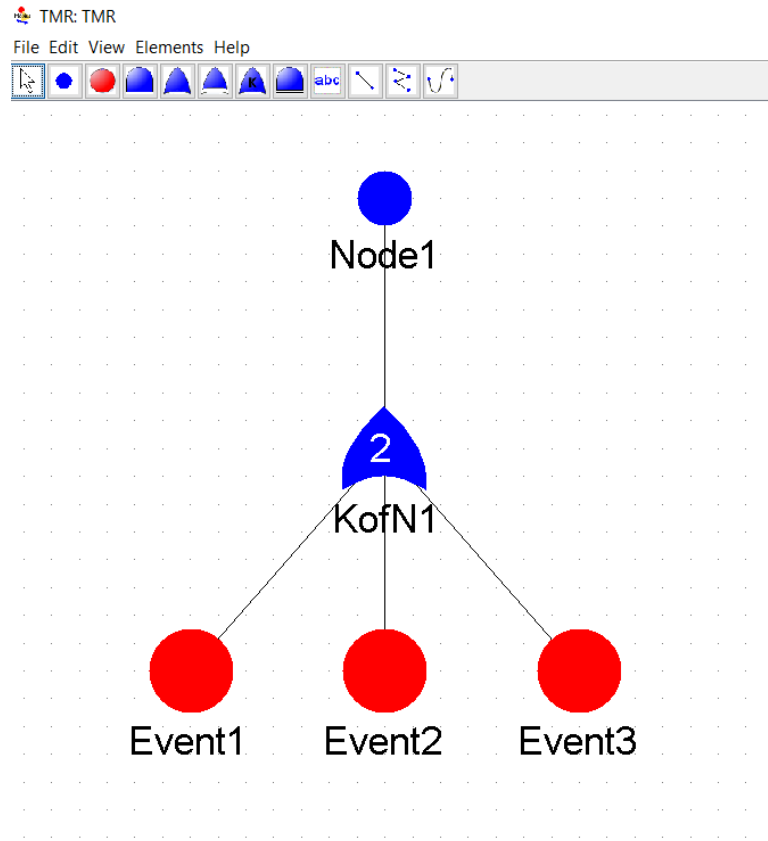 TMR: TMR
File Edit View Elements Help
K abc
Node1
2
KofN1
Event1 Event2 Event3